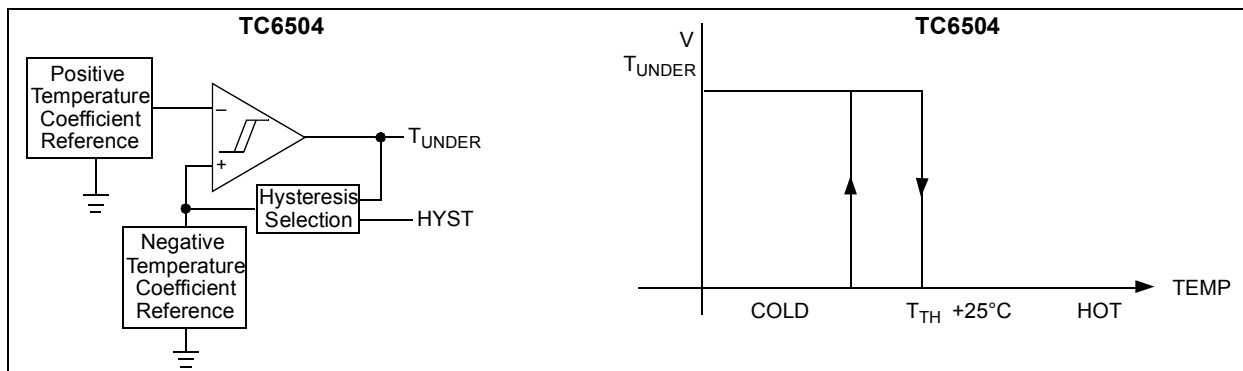 TC6504
Positive
Temperature
Coefficient
Reference
−
+
T_UNDER
Hysteresis
Selection
HYST
Negative
Temperature
Coefficient
Reference
TC6504
V
T_UNDER
TEMP
COLD
T_TH +25°C
HOT